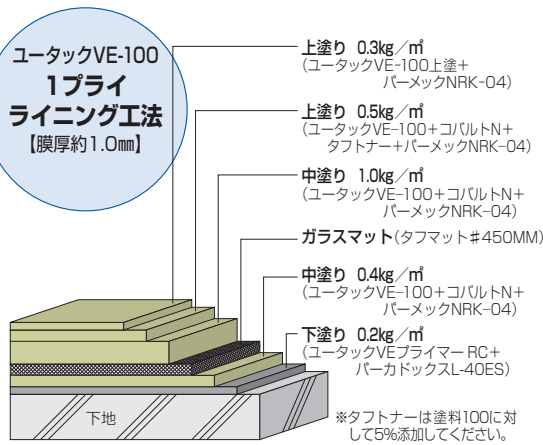 ユータックVE-100
1プライ
ライニング工法
【膜厚約1.0㎜】
上塗り 0.3kg／㎡
（ユータックVE-100上塗＋
パーメックNRK-04）
上塗り 0.5kg／㎡
（ユータックVE-100＋コバルトN＋
タフトナー＋パーメックNRK-04）
中塗り 1.0kg／㎡
（ユータックVE-100＋コバルトN＋
パーメックNRK-04）
ガラスマット（タフマット＃450MM）
中塗り 0.4kg／㎡
（ユータックVE-100＋コバルトN＋
パーメックNRK-04）
下塗り 0.2kg／㎡
（ユータックVEプライマー RC＋
パーカドックスL-40ES）
下地
※タフトナーは塗料100に対
して5%添加してください。